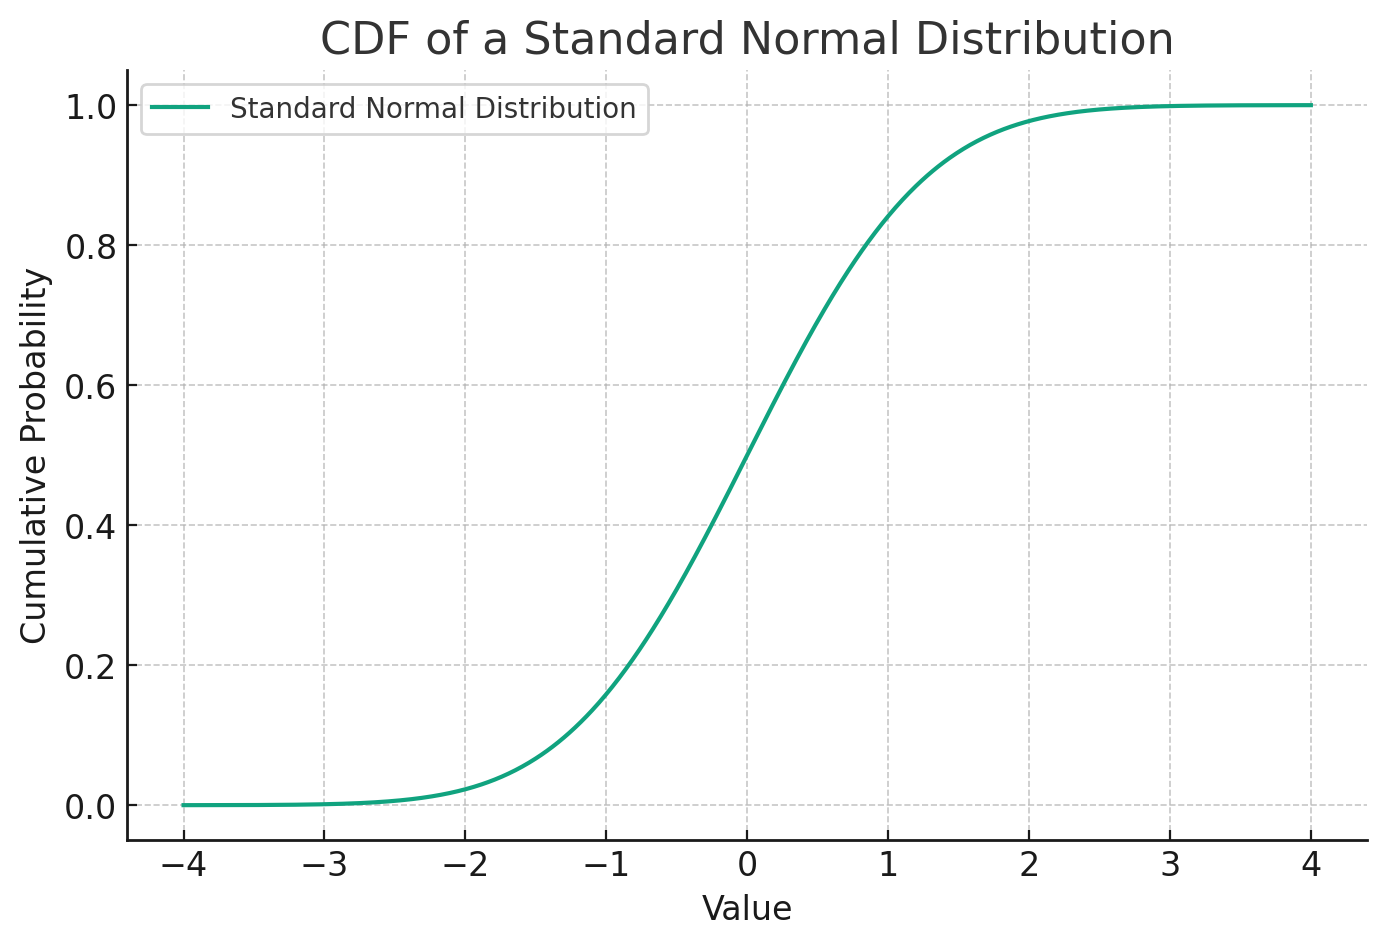 CDF of a Standard Normal Distribution
Standard Normal Distribution
1.0
0.8
0.6
0.4
0.2
0.0
Cumulative Probability
−4 −3 −2 −1 0 1 2 3 4
Value